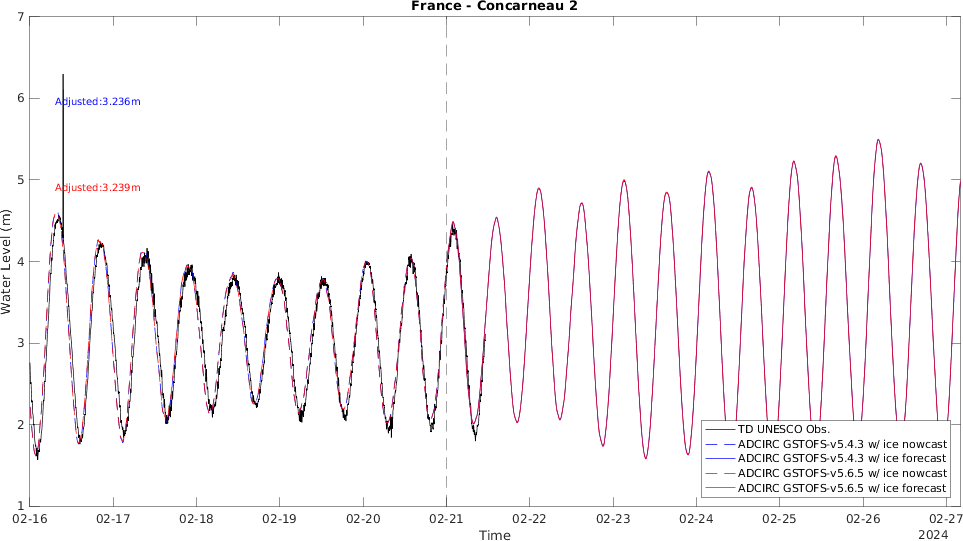 France - Concarneau 2
7
6
5
4
3
2
1
Water Level (m)
Adjusted:3.236m
Adjusted:3.239m
TD UNESCO Obs.
ADCIRC GSTOFS-v5.4.3 w/ ice nowcast
ADCIRC GSTOFS-v5.4.3 w/ ice forecast
ADCIRC GSTOFS-v5.6.5 w/ ice nowcast
ADCIRC GSTOFS-v5.6.5 w/ ice forecast
02-16 02-17 02-18 02-19 02-20 02-21 02-22 02-23 02-24 02-25 02-26 02-27
Time
2024